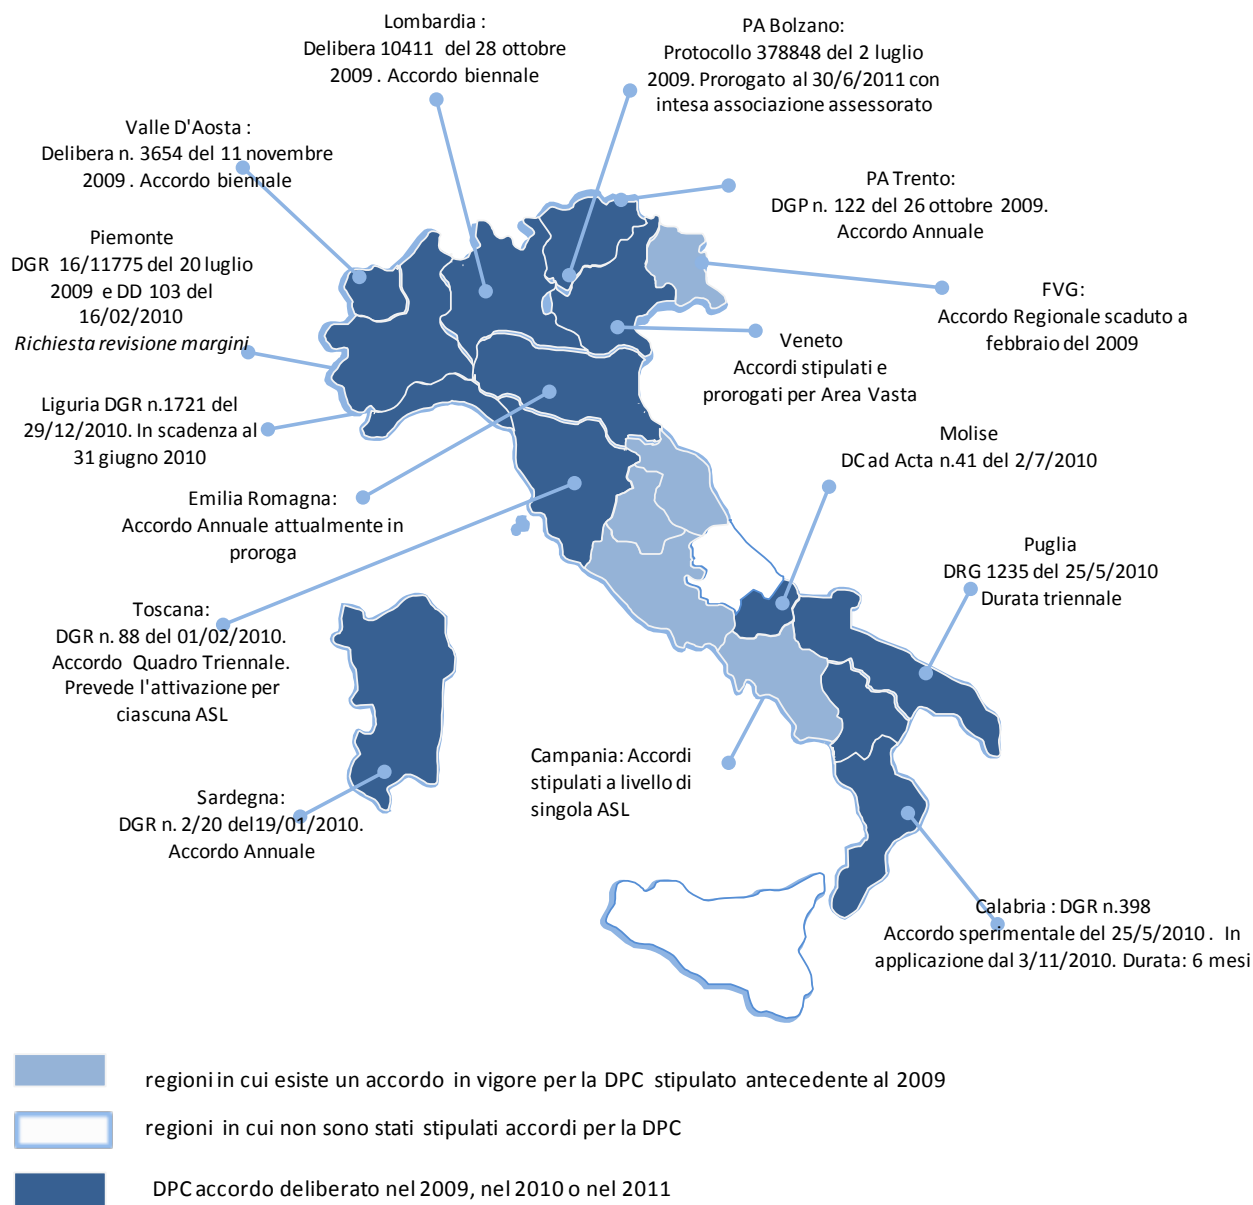 Lombardia :
Delibera 10411 del 28 ottobre
2009 . Accordo biennale
PA Bolzano:
Protocollo 378848 del 2 luglio
2009. Prorogato al 30/6/2011 con
intesa associazione assessorato
Valle D'Aosta :
Delibera n. 3654 del 11 novembre
2009 . Accordo biennale
PA Trento:
DGP n. 122 del 26 ottobre 2009.
Accordo Annuale
Piemonte
DGR 16/11775 del 20 luglio
2009 e DD 103 del
16/02/2010
Richiesta revisione margini
FVG:
Accordo Regionale scaduto a
febbraio del 2009
Veneto
Accordi stipulati e
prorogati per Area Vasta
Liguria DGR n.1721 del
29/12/2010. In scadenza al
31 giugno 2010
Molise
DC ad Acta n.41 del 2/7/2010
Emilia Romagna:
Accordo Annuale attualmente in
proroga
Puglia
DRG 1235 del 25/5/2010
Durata triennale
Toscana:
DGR n. 88 del 01/02/2010.
Accordo Quadro Triennale.
Prevede l'attivazione per
ciascuna ASL
Campania: Accordi
stipulati a livello di
singola ASL
Sardegna:
DGR n. 2/20 del19/01/2010.
Accordo Annuale
Calabria : DGR n.398
Accordo sperimentale del 25/5/2010 . In
applicazione dal 3/11/2010. Durata: 6 mesi
regioni in cui esiste un accordo in vigore per la DPC stipulato antecedente al 2009
regioni in cui non sono stati stipulati accordi per la DPC
DPC accordo deliberato nel 2009, nel 2010 o nel 2011